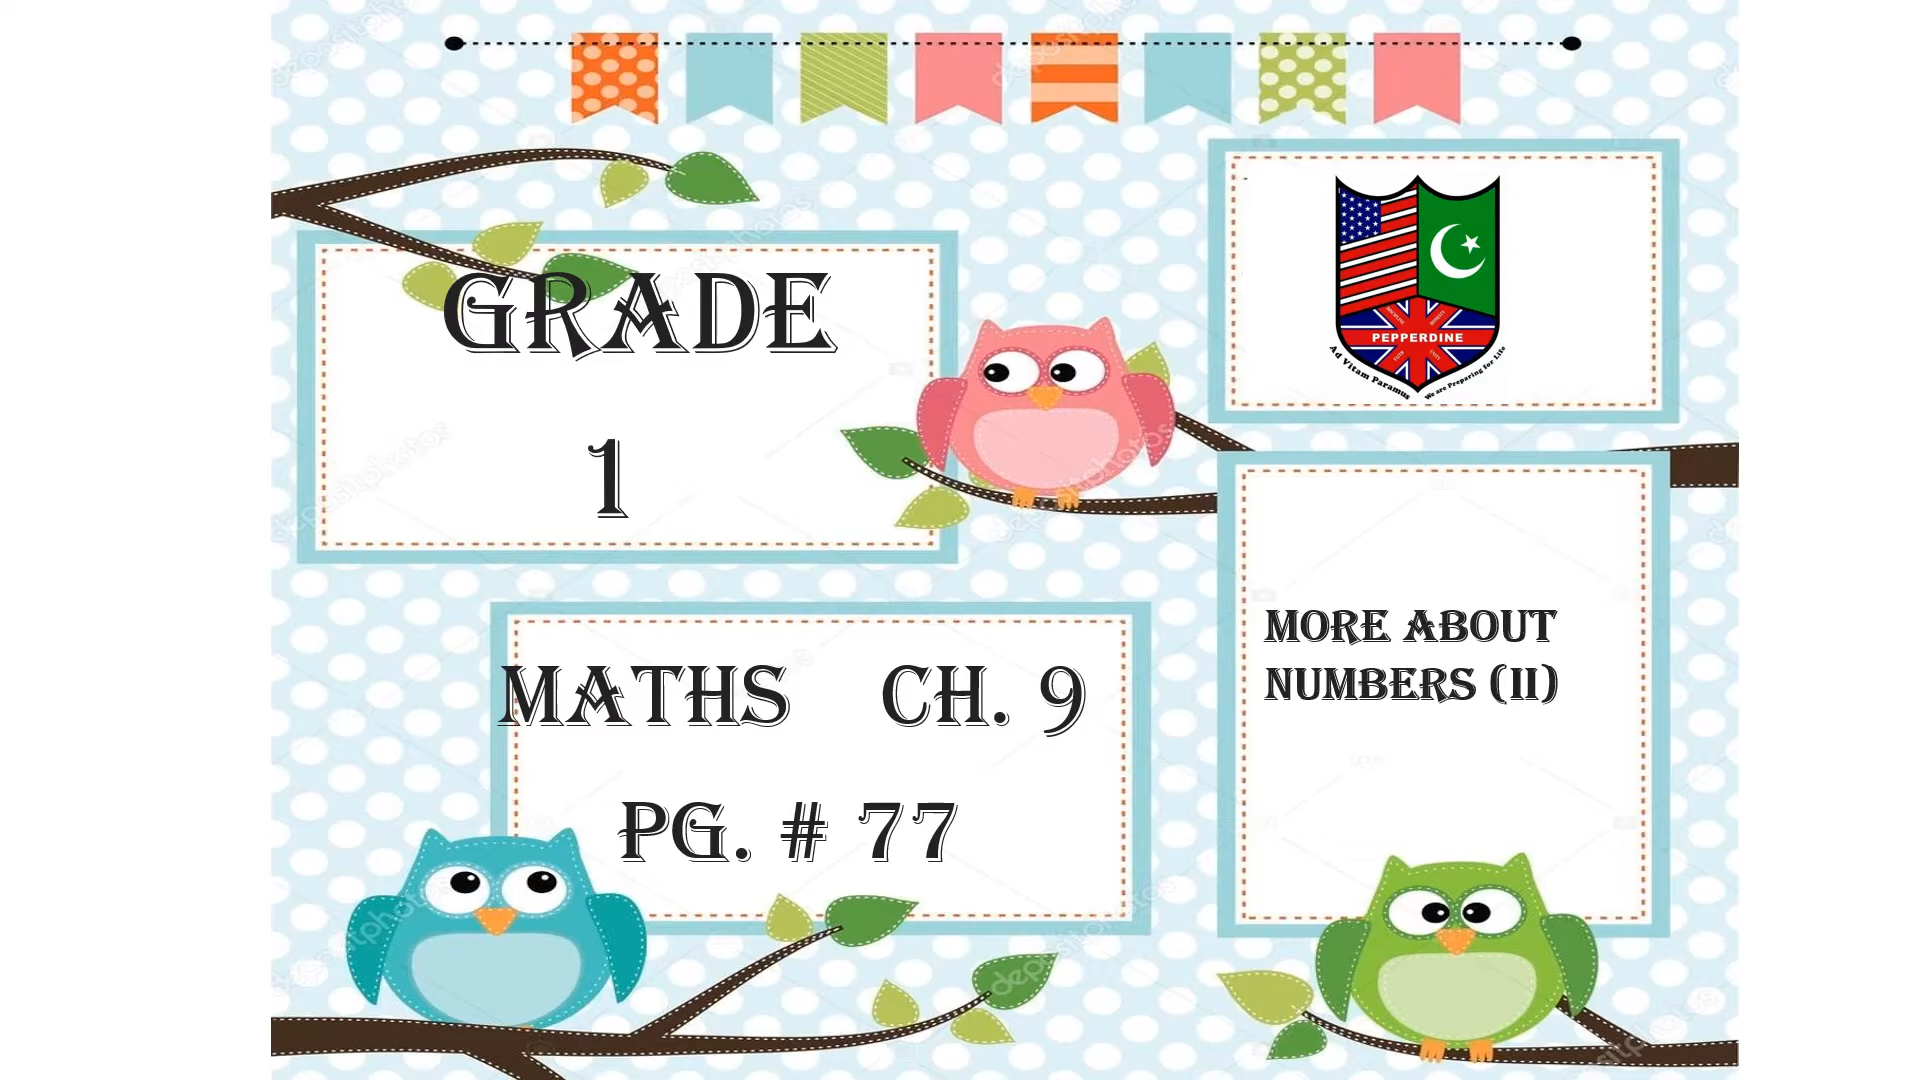 GRADE
1
PEPPERDINE
Ad Vitam Paramus
We are Preparing for Life
MORE ABOUT
NUMBERS (II)
MATHS CH. 9
PG. # 77
depositphotos